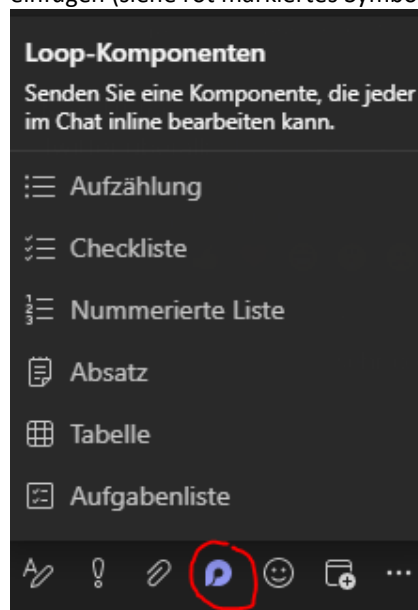 einfügen (siehe rot markiertes Symbo
Loop-Komponenten
Senden Sie eine Komponente, die jeder
im Chat inline bearbeiten kann.
Aufzählung
Checkliste
Nummerierte Liste
Absatz
Tabelle
Aufgabenliste